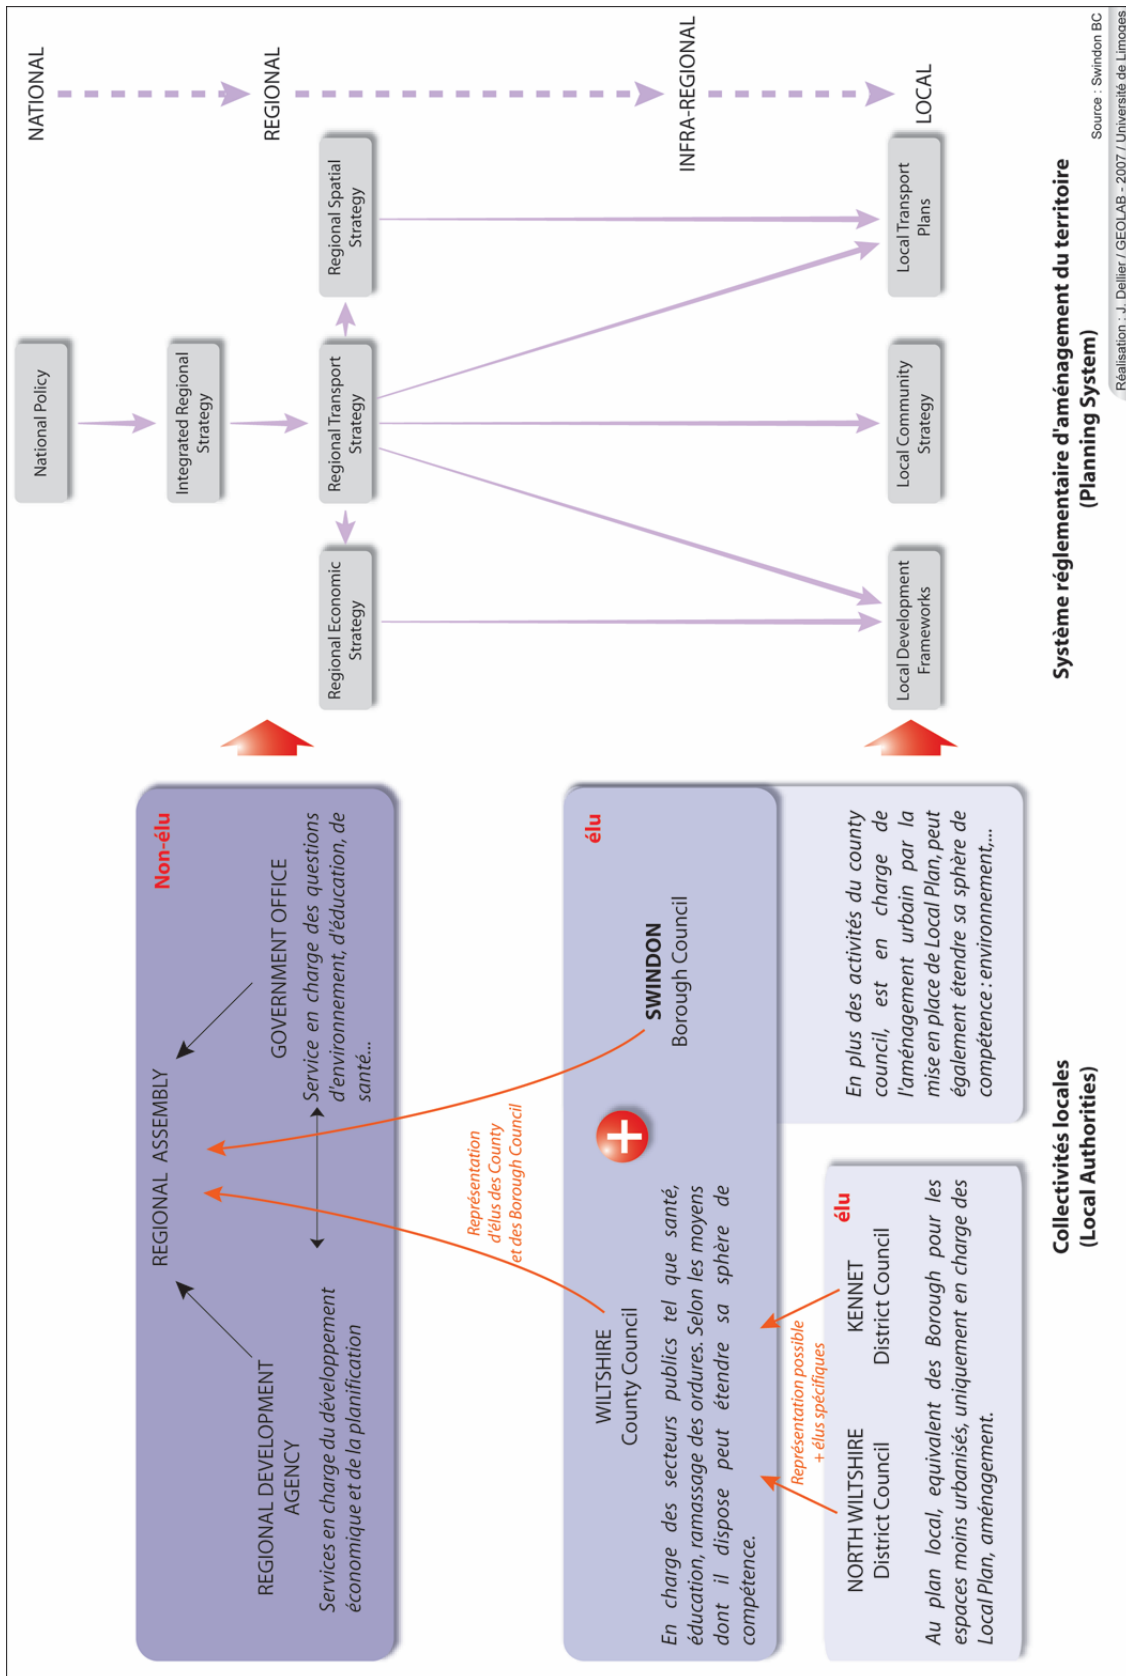 REGIONAL ASSEMBLY
Non-élu
REGIONAL DEVELOPMENT
AGENCY
Services en charge du développement
économique et de la planification
GOVERNMENT OFFICE
Service en charge des questions
d'environnement, d'éducation, de
santé...
Représentation
d'élus des County
et des Borough Council
élu
WILTSHIRE
County Council
SWINDON
Borough Council
En charge des secteurs publics tel que santé,
éducation, ramassage des ordures. Selon les moyens
dont il dispose peut étendre sa sphère de
compétence.
Représentation possible
+ élus spécifiques
élu
NORTH WILTSHIRE
District Council
KENNET
District Council
Au plan local, equivalent des Borough pour les
espaces moins urbanisés, uniquement en charge des
Local Plan, aménagement.
En plus des activités du county
council, est en charge de
l'aménagement urbain par la
mise en place de Local Plan, peut
également étendre sa sphère de
compétence : environnement,...
Collectivités locales
(Local Authorities)
National Policy
NATIONAL
Integrated Regional
Strategy
REGIONAL
Regional Economic
Strategy
Regional Transport
Strategy
Regional Spatial
Strategy
INFRA-REGIONAL
Local Development
Frameworks
Local Community
Strategy
Local Transport
Plans
LOCAL
Système réglementaire d'aménagement du territoire
(Planning System)
Source : Swindon BC
Réalisation : J. Dellier / GEOLAB - 2007 / Université de Limoges